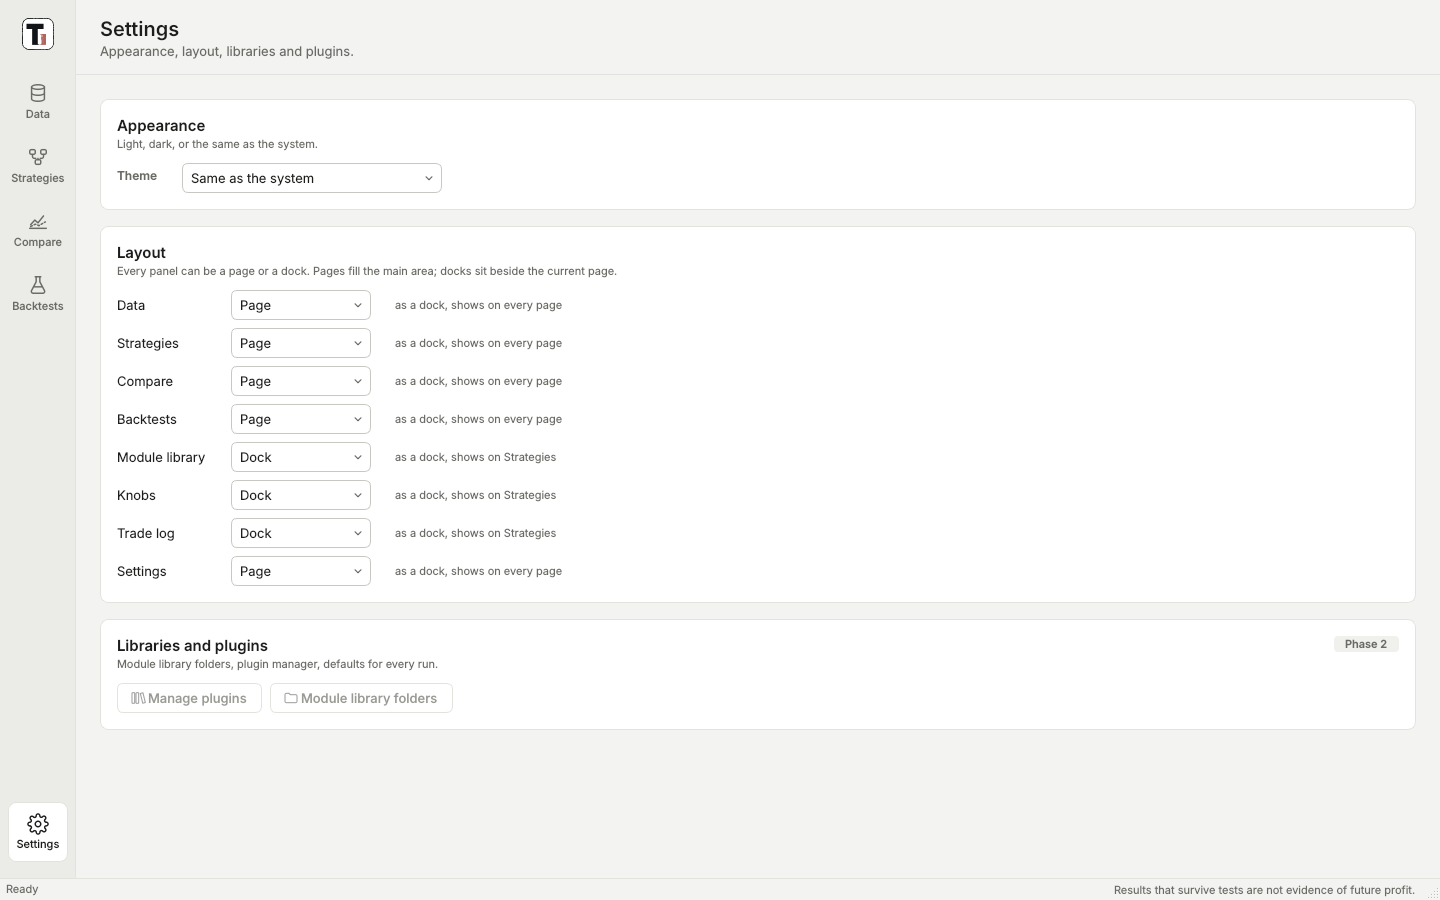 Ti
Data
Strategies
Compare
Backtests
Settings
Settings
Appearance, layout, libraries and plugins.
Appearance
Light, dark, or the same as the system.
Theme Same as the system
Layout
Every panel can be a page or a dock. Pages fill the main area; docks sit beside the current page.
Data Page as a dock, shows on every page
Strategies Page as a dock, shows on every page
Compare Page as a dock, shows on every page
Backtests Page as a dock, shows on every page
Module library Dock as a dock, shows on Strategies
Knobs Dock as a dock, shows on Strategies
Trade log Dock as a dock, shows on Strategies
Settings Page as a dock, shows on every page
Libraries and plugins Phase 2
Module library folders, plugin manager, defaults for every run.
Manage plugins Module library folders
Ready Results that survive tests are not evidence of future profit.